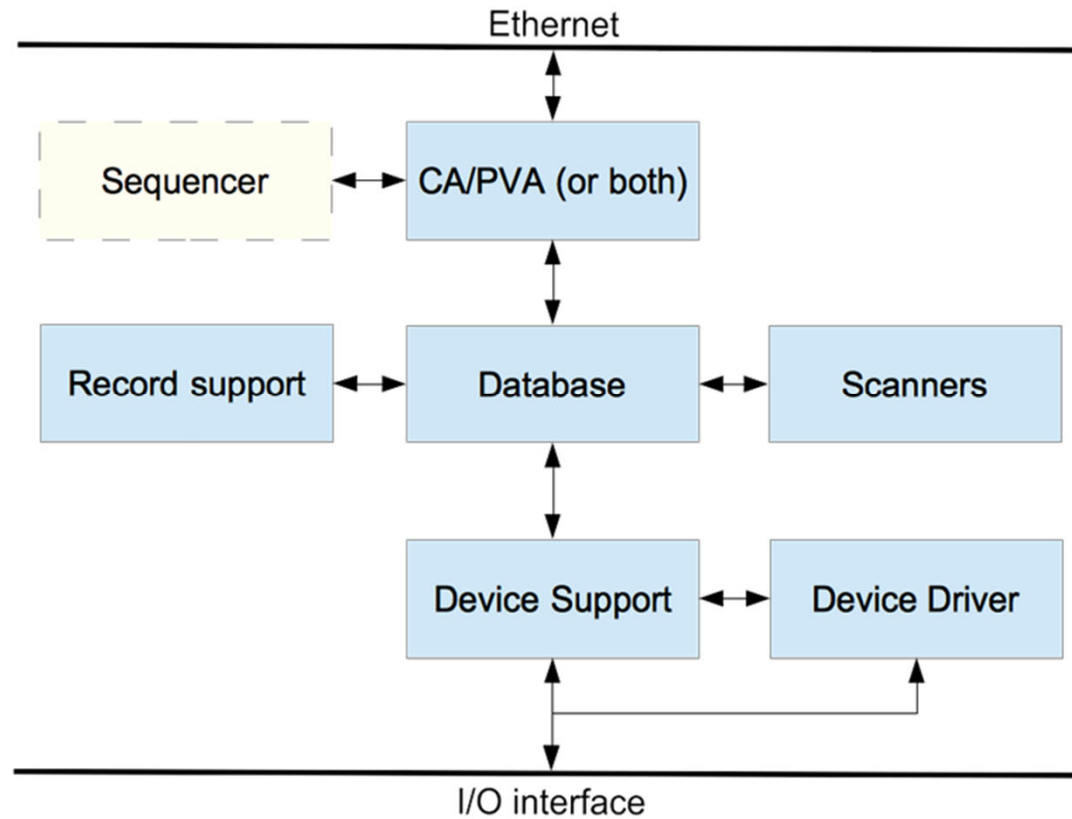 Ethernet
Sequencer
CA/PVA (or both)
Record support
Database
Scanners
Device Support
Device Driver
I/O interface